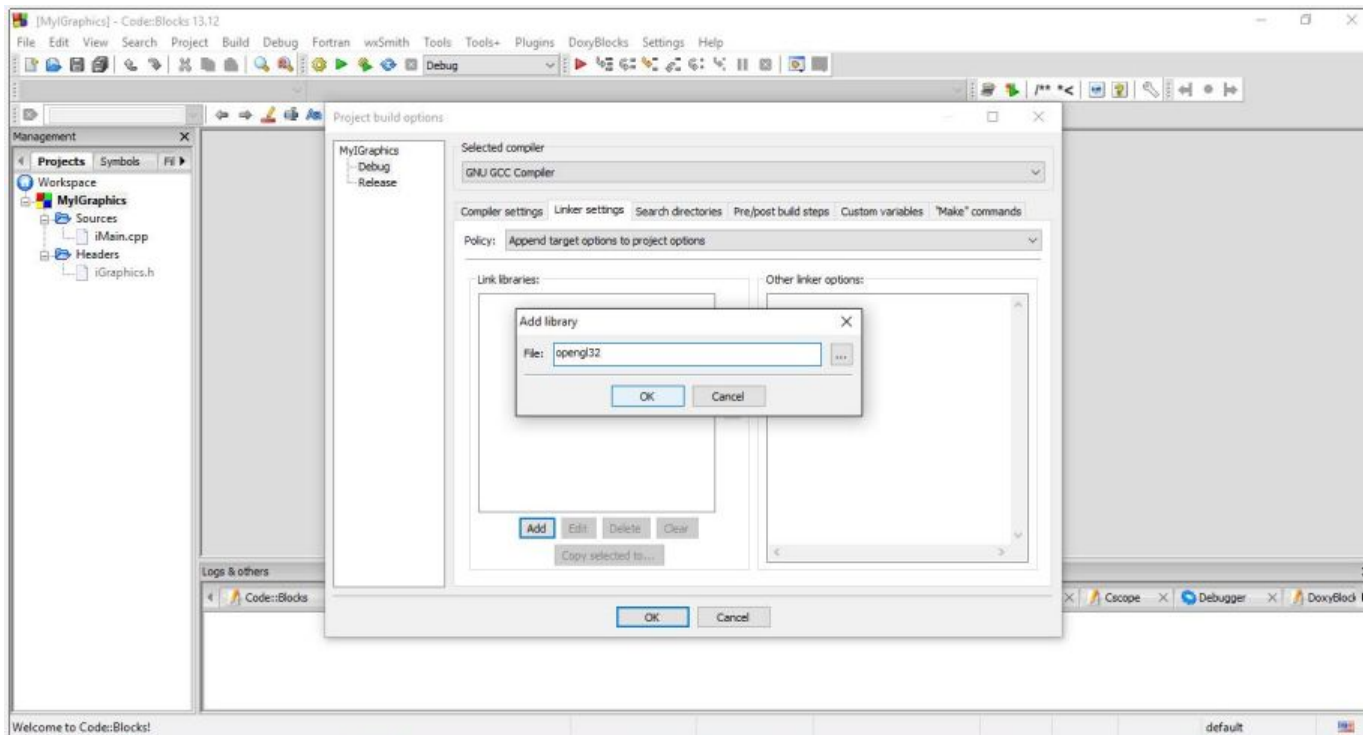 [MyIGraphics] - Code::Blocks 13.12
File Edit View Search Project Build Debug Fortran wxSmith Tools Tools+ Plugins DoxyBlocks Settings Help
Debug
/** *<
Management
Project build options
Projects Symbols Fil
Workspace
MyIGraphics
Sources
iMain.cpp
Headers
iGraphics.h
MyIGraphics
Debug
Release
Selected compiler
GNU GCC Compiler
Compiler settings Linker settings Search directories Pre/post build steps Custom variables "Make" commands
Policy: Append target options to project options
Link libraries:
Other linker options:
Add library
File: opengl32 ...
OK Cancel
Add Edit Delete Clear
Copy selected to...
OK Cancel
Logs & others
Code::Blocks
Cscope Debugger DoxyBlock
Welcome to Code::Blocks!
default